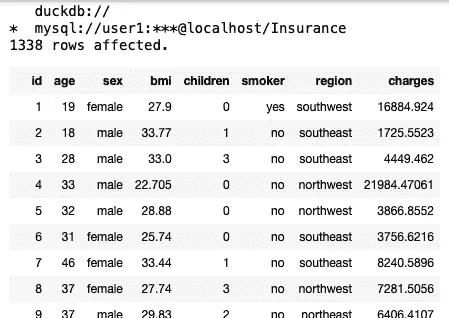 duckdb://
* mysql://user1:***@localhost/Insurance
1338 rows affected.
id age sex bmi children smoker region charges
1 19 female 27.9 0 yes southwest 16884.924
2 18 male 33.77 1 no southeast 1725.5523
3 28 male 33.0 3 no southeast 4449.462
4 33 male 22.705 0 no northwest 21984.47061
5 32 male 28.88 0 no northwest 3866.8552
6 31 female 25.74 0 no southeast 3756.6216
7 46 female 33.44 1 no southeast 8240.5896
8 37 female 27.74 3 no northwest 7281.5056
9 37 male 29.83 2 no northeast 6406.4107